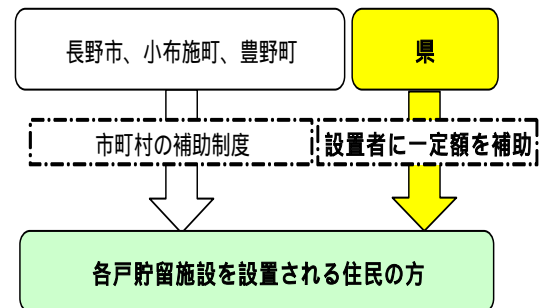 長野市、小布施町、豊野町
県
市町村の補助制度
設置者に一定額を補助
各戸貯留施設を設置される住民の方